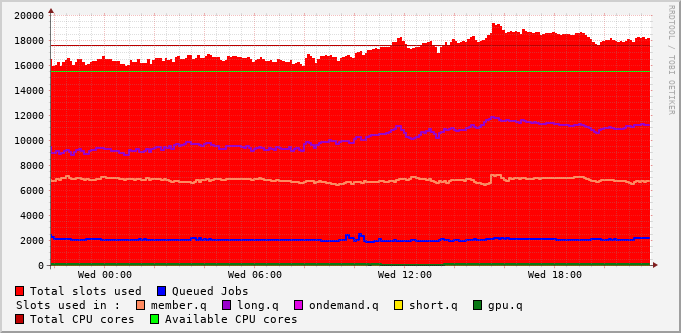 20000
18000
16000
14000
12000
10000
8000
6000
4000
2000
0
Wed 00:00 Wed 06:00 Wed 12:00 Wed 18:00
RRDTOOL / TOBI OETIKER
Total slots used Queued Jobs
Slots used in : member.q long.q ondemand.q short.q gpu.q
Total CPU cores Available CPU cores